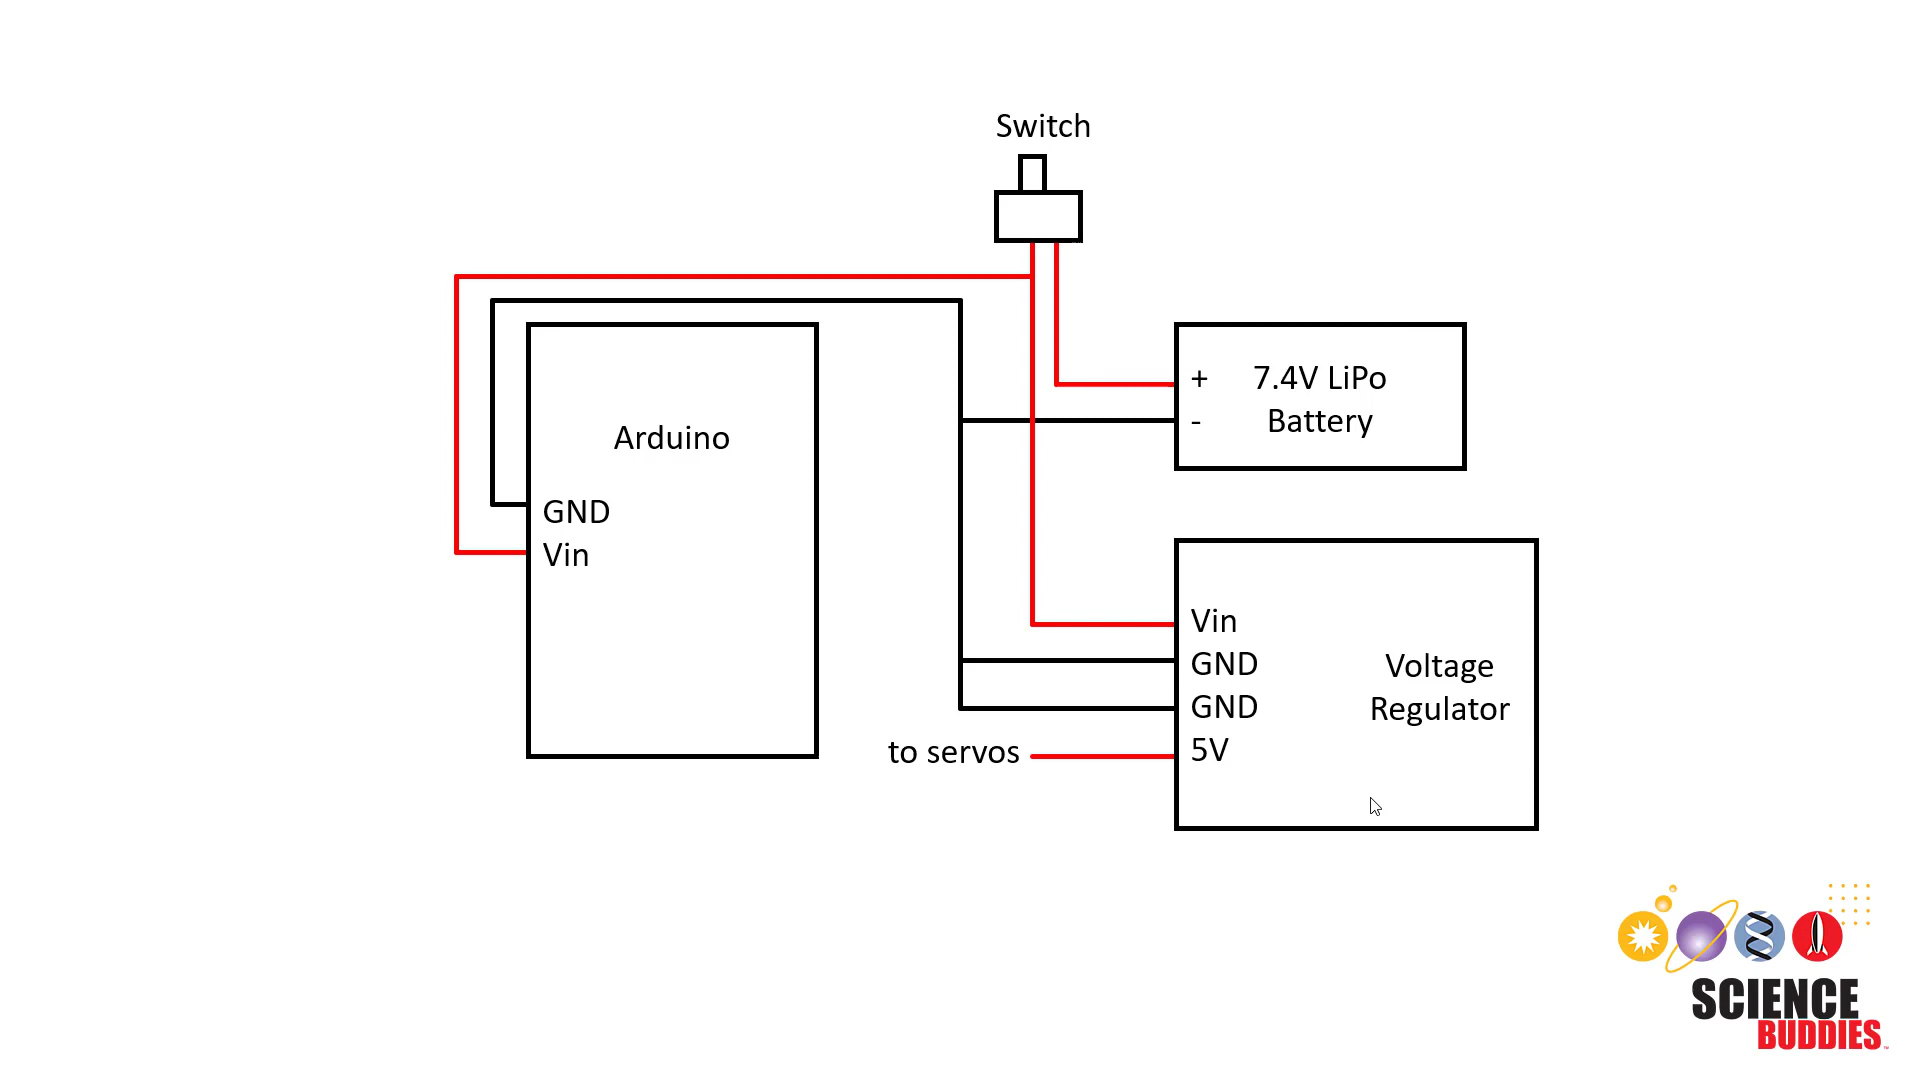 Switch
+ 7.4V LiPo
- Battery
Arduino
GND
Vin
Vin
GND
GND
5V
Voltage
Regulator
to servos
SCIENCE
BUDDIES